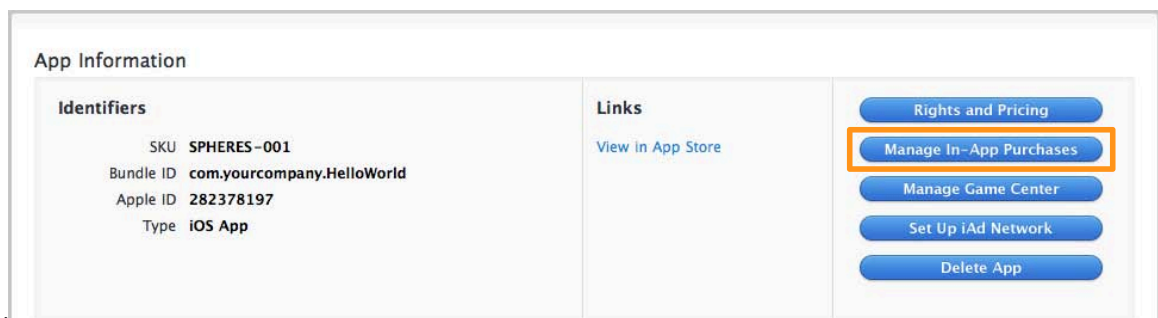 App Information
Identifiers
SKU SPHERES-001
Bundle ID com.yourcompany.HelloWorld
Apple ID 282378197
Type iOS App
Links
View in App Store
Rights and Pricing
Manage In-App Purchases
Manage Game Center
Set Up iAd Network
Delete App